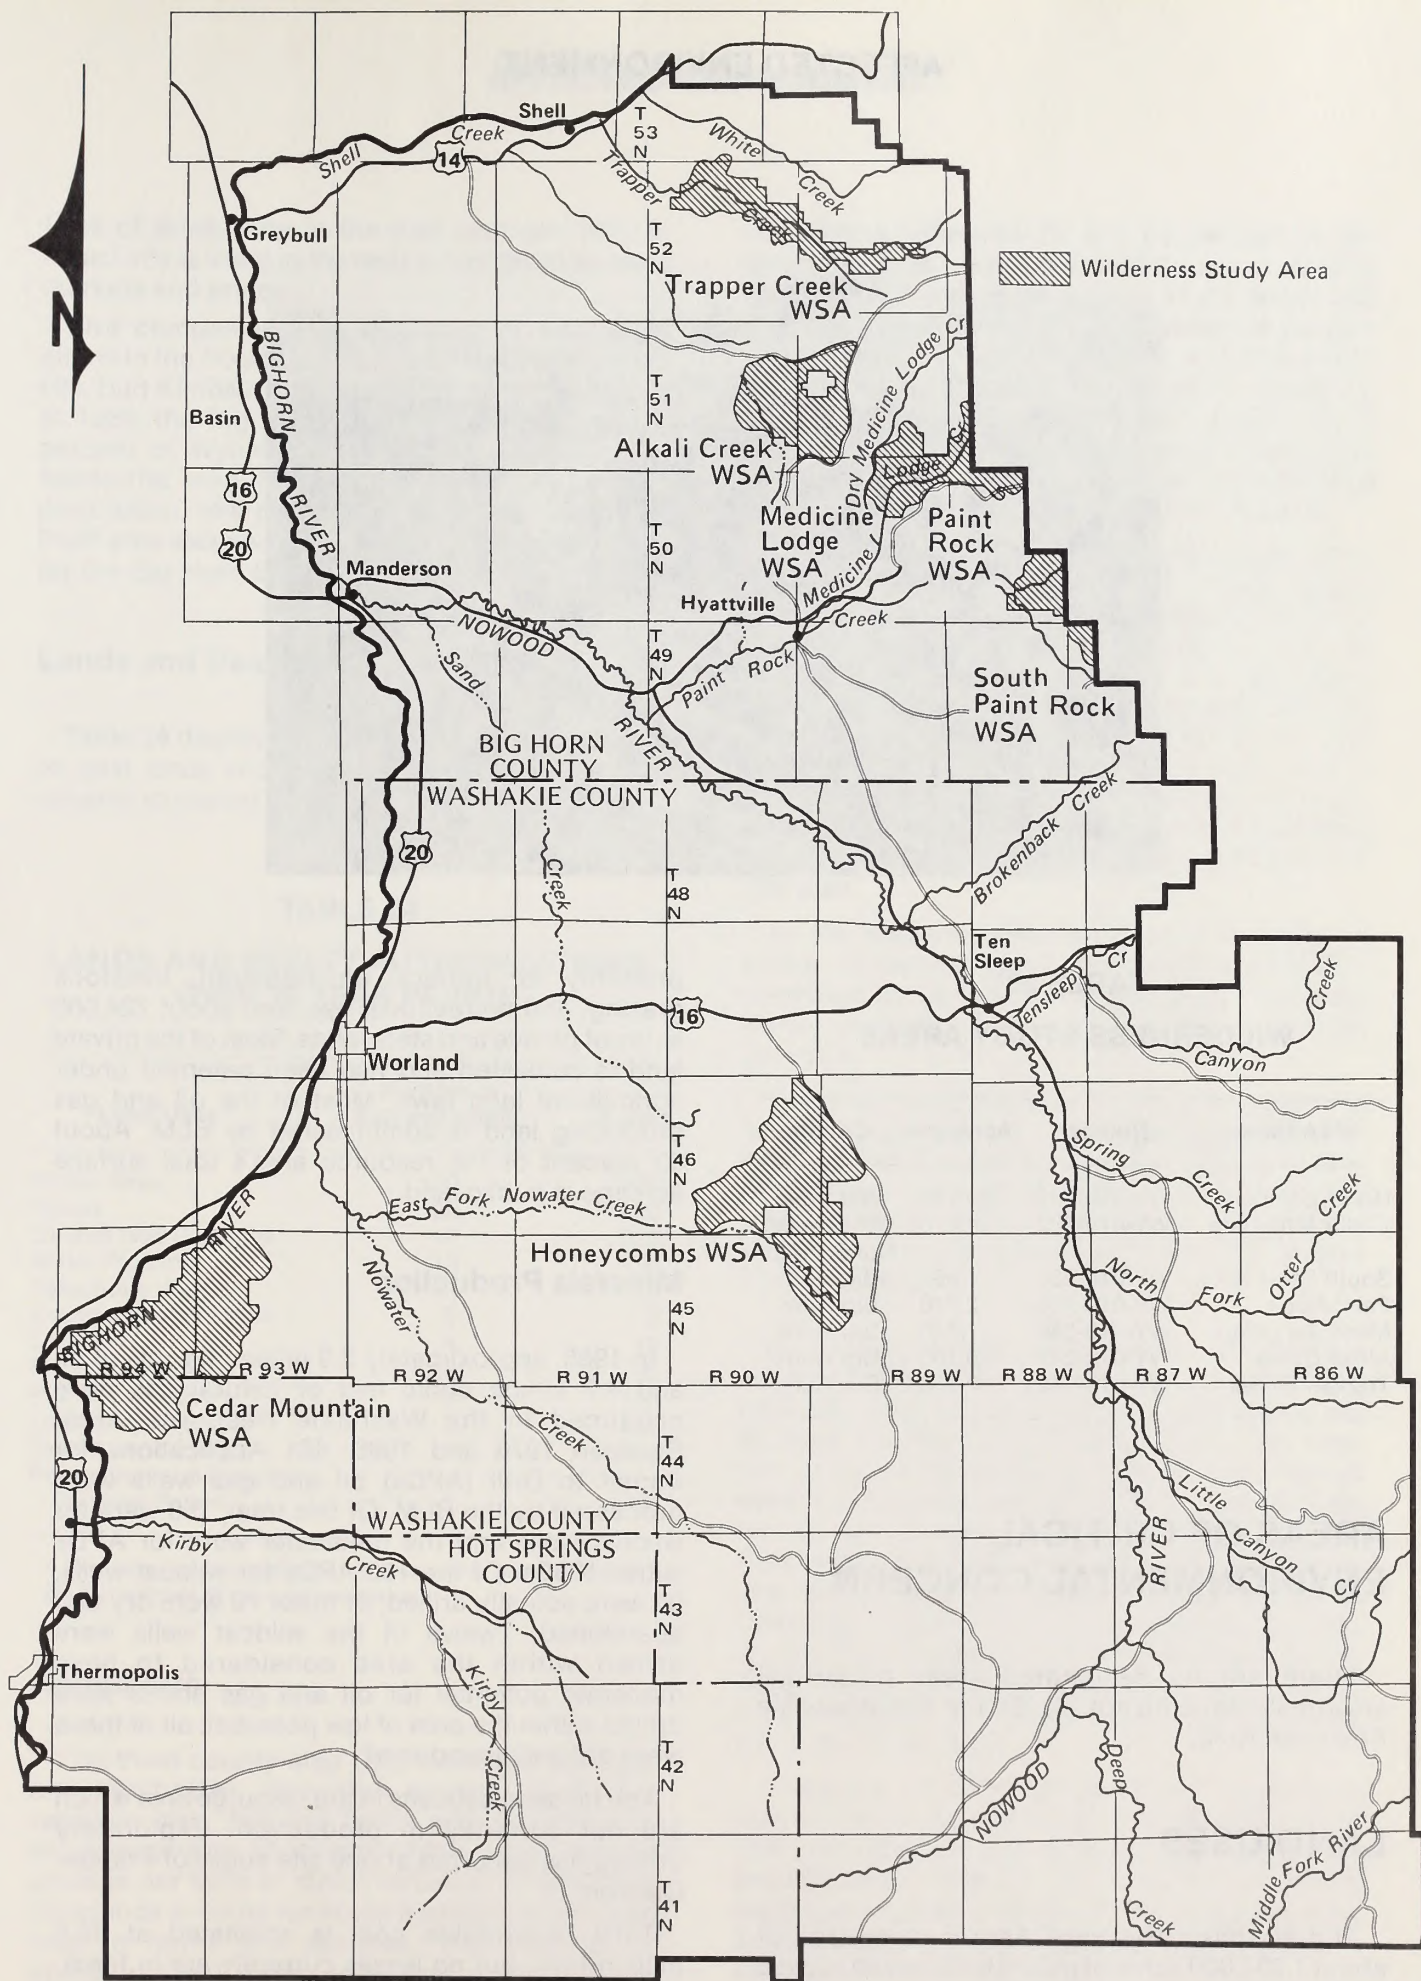 Shell
Creek
Shell
14
T
53
N
White
Creek
Trapper
Creek
Greybull
T
52
N
Wilderness Study Area
Trapper Creek
WSA
N
BIGHORN
RIVER
Basin
T
51
N
Dry Medicine Lodge Cr
Alkali Creek
WSA
Lodge
Cr
16
20
T
50
N
Medicine
Lodge
WSA
Paint
Rock
WSA
Medicine
Manderson
Hyattville
Creek
NOWOOD
RIVER
Sand
T
49
N
Paint Rock
South
Paint Rock
WSA
BIG HORN
COUNTY
WASHAKIE COUNTY
20
Creek
T
48
N
Brokenback Creek
Ten
Sleep
Tensleep
Cr
Creek
Canyon
16
Worland
T
46
N
Spring
Creek
East Fork Nowater Creek
Honeycombs WSA
Nowater
Creek
RIVER
BIGHORN
45
N
North
Fork
Otter
Creek
R 94 W
R 93 W
R 92 W
R 91 W
R 90 W
R 89 W
R 88 W
R 87 W
R 86 W
Cedar Mountain
WSA
T
44
N
20
Little
Canyon
Cr
WASHAKIE COUNTY
HOT SPRINGS
COUNTY
Kirby
Creek
RIVER
T
43
N
Thermopolis
Kirby
Creek
T
42
N
NOWOOD
Deep
Creek
T
41
N
Middle Fork River